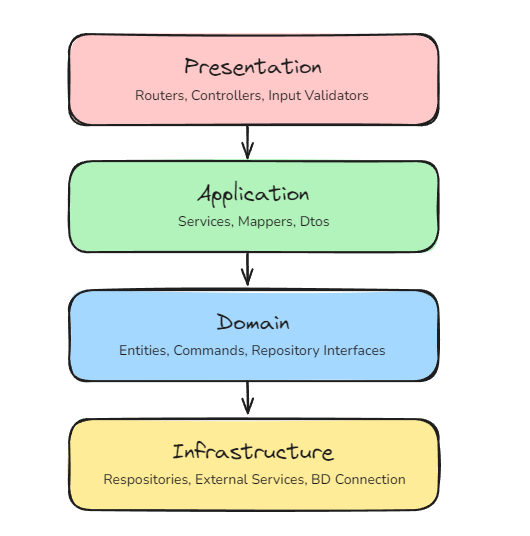 Presentation
Routers, Controllers, Input Validators
Application
Services, Mappers, Dtos
Domain
Entities, Commands, Repository Interfaces
Infrastructure
Respositories, External Services, BD Connection